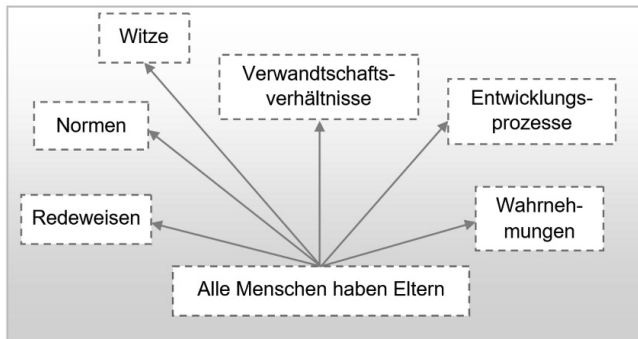 Witze
Verwandtschafts-
verhältnisse
Entwicklungs-
prozesse
Normen
Redeweisen
Wahrneh-
mungen
Alle Menschen haben Eltern